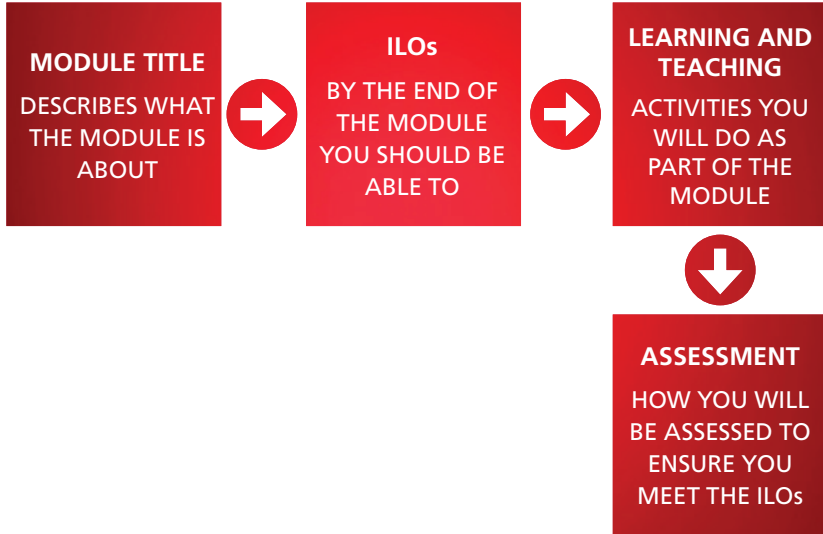 MODULE TITLE
DESCRIBES WHAT
THE MODULE IS
ABOUT
ILOs
BY THE END OF
THE MODULE
YOU SHOULD BE
ABLE TO
LEARNING AND
TEACHING
ACTIVITIES YOU
WILL DO AS
PART OF THE
MODULE
ASSESSMENT
HOW YOU WILL
BE ASSESSED TO
ENSURE YOU
MEET THE ILOs